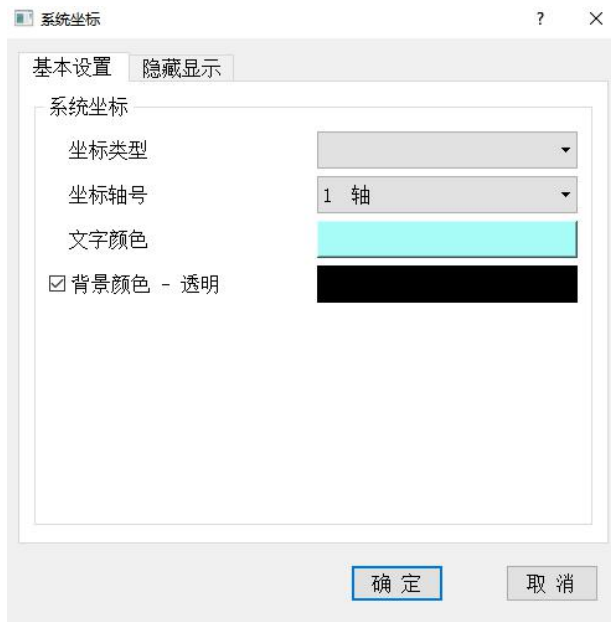 系统坐标
?
基本设置 隐藏显示
系统坐标
坐标类型
坐标轴号 1 轴
文字颜色
背景颜色 - 透明
确定 取消